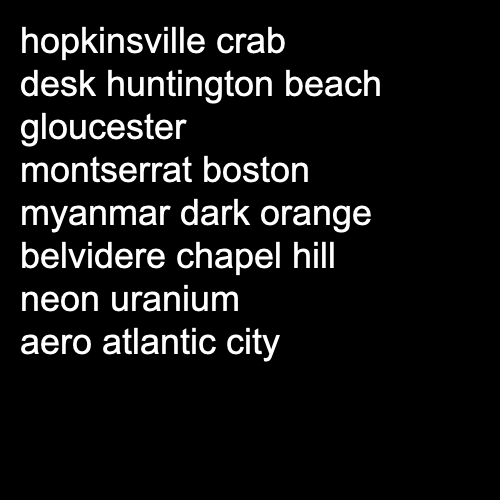 hopkinsville crab
desk huntington beach
gloucester
montserrat boston
myanmar dark orange
belvidere chapel hill
neon uranium
aero atlantic city